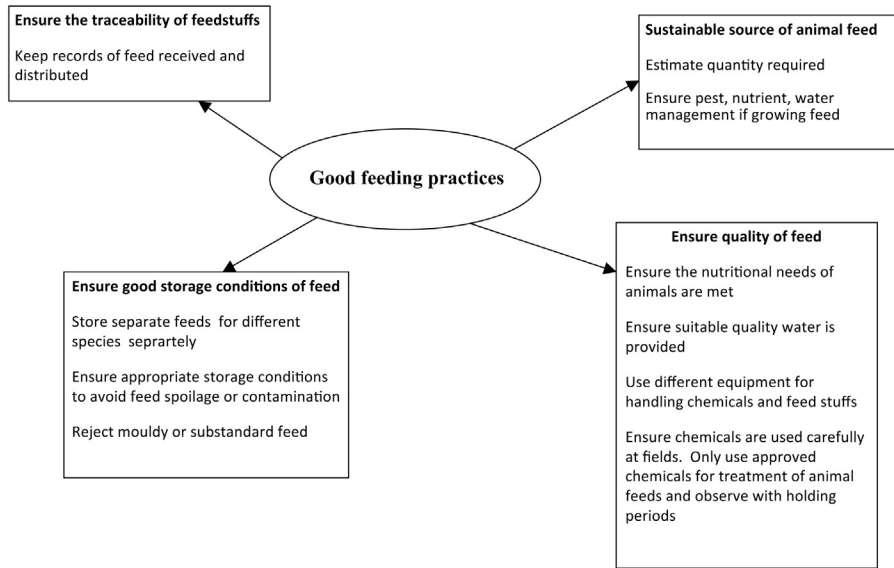 Ensure the traceability of feedstuffs
Keep records of feed received and
distributed
Sustainable source of animal feed
Estimate quantity required
Ensure pest, nutrient, water
management if growing feed
Good feeding practices
Ensure good storage conditions of feed
Store separate feeds for different
species seprartely
Ensure appropriate storage conditions
to avoid feed spoilage or contamination
Reject mouldy or substandard feed
Ensure quality of feed
Ensure the nutritional needs of
animals are met
Ensure suitable quality water is
provided
Use different equipment for
handling chemicals and feed stuffs
Ensure chemicals are used carefully
at fields. Only use approved
chemicals for treatment of animal
feeds and observe with holding
periods